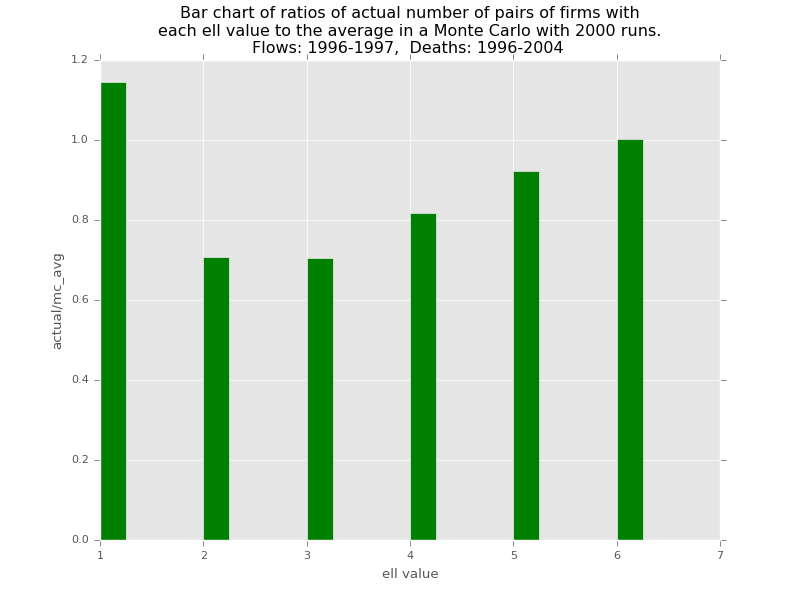 Bar chart of ratios of actual number of pairs of firms with
each ell value to the average in a Monte Carlo with 2000 runs.
Flows: 1996-1997,  Deaths: 1996-2004
1.2
1.0
0.8
0.6
0.4
0.2
0.0
actual/mc_avg
1 2 3 4 5 6 7
ell value